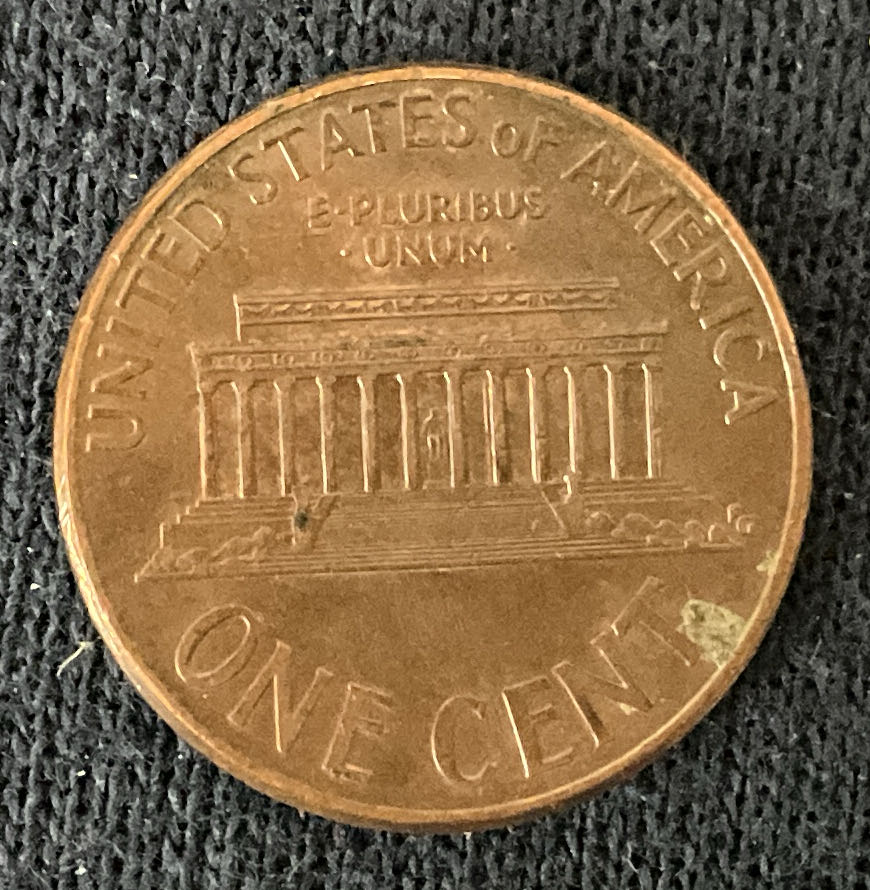 UNITED STATES OF AMERICA
E·PLURIBUS
·UNUM·
ONE CENT